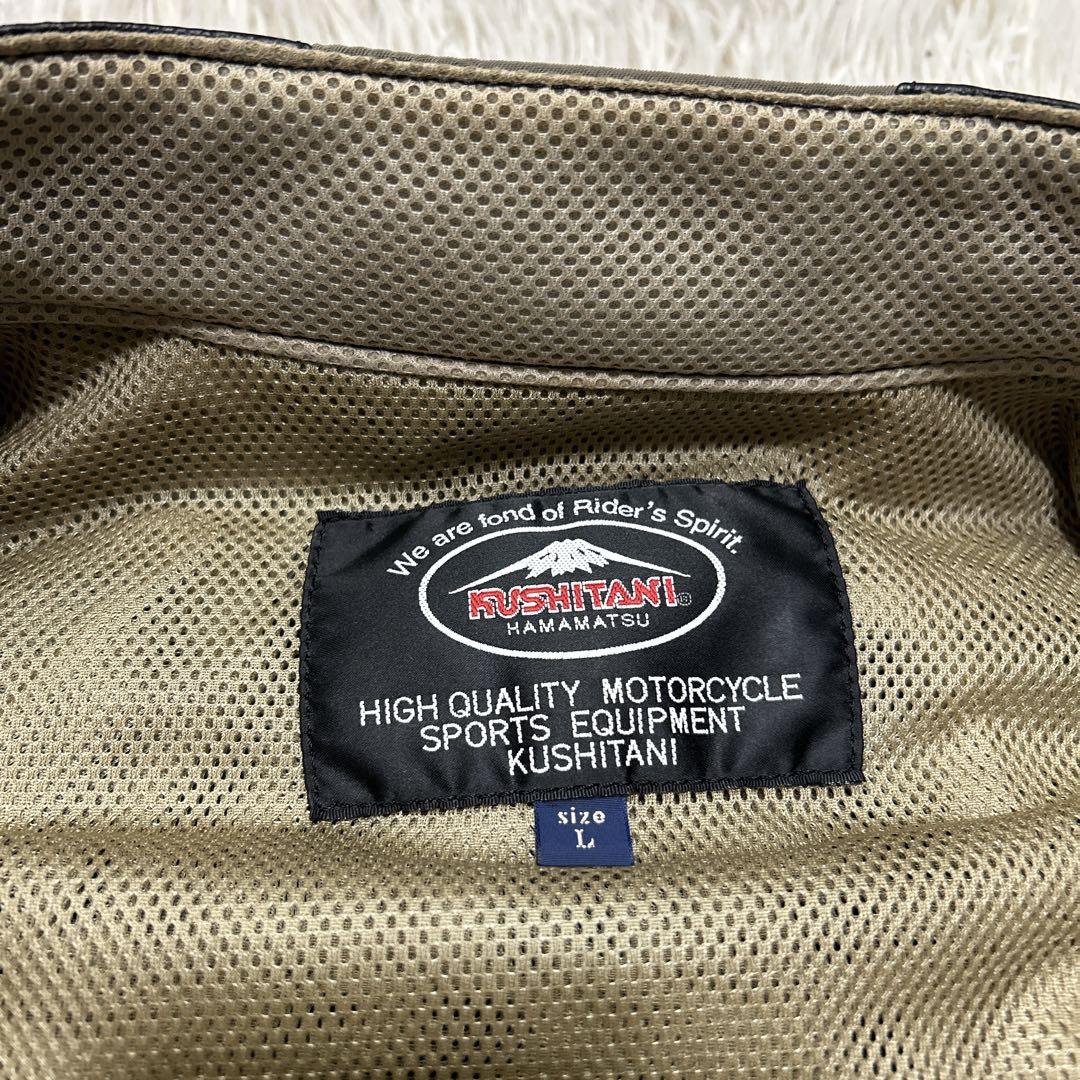 We are fond of Rider's Spirit.
KUSHITANI®
HAMAMATSU
HIGH QUALITY MOTORCYCLE
SPORTS EQUIPMENT
KUSHITANI
size
L